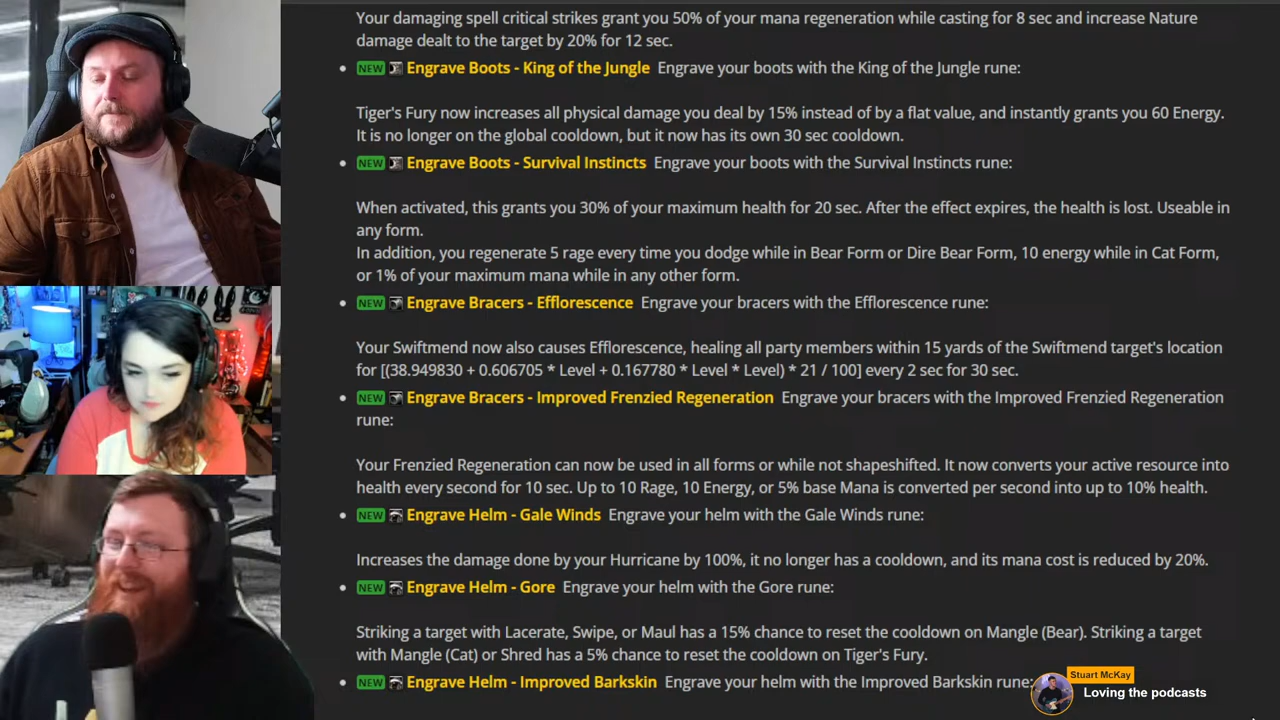 Your damaging spell critical strikes grant you 50% of your mana regeneration while casting for 8 sec and increase Nature
damage dealt to the target by 20% for 12 sec.
NEW Engrave Boots - King of the Jungle Engrave your boots with the King of the Jungle rune:
Tiger's Fury now increases all physical damage you deal by 15% instead of by a flat value, and instantly grants you 60 Energy.
It is no longer on the global cooldown, but it now has its own 30 sec cooldown.
NEW Engrave Boots - Survival Instincts Engrave your boots with the Survival Instincts rune:
When activated, this grants you 30% of your maximum health for 20 sec. After the effect expires, the health is lost. Useable in
any form.
In addition, you regenerate 5 rage every time you dodge while in Bear Form or Dire Bear Form, 10 energy while in Cat Form,
or 1% of your maximum mana while in any other form.
NEW Engrave Bracers - Efflorescence Engrave your bracers with the Efflorescence rune:
Your Swiftmend now also causes Efflorescence, healing all party members within 15 yards of the Swiftmend target's location
for [(38.949830 + 0.606705 * Level + 0.167780 * Level * Level) * 21 / 100] every 2 sec for 30 sec.
NEW Engrave Bracers - Improved Frenzied Regeneration Engrave your bracers with the Improved Frenzied Regeneration
rune:
Your Frenzied Regeneration can now be used in all forms or while not shapeshifted. It now converts your active resource into
health every second for 10 sec. Up to 10 Rage, 10 Energy, or 5% base Mana is converted per second into up to 10% health.
NEW Engrave Helm - Gale Winds Engrave your helm with the Gale Winds rune:
Increases the damage done by your Hurricane by 100%, it no longer has a cooldown, and its mana cost is reduced by 20%.
NEW Engrave Helm - Gore Engrave your helm with the Gore rune:
Striking a target with Lacerate, Swipe, or Maul has a 15% chance to reset the cooldown on Mangle (Bear). Striking a target
with Mangle (Cat) or Shred has a 5% chance to reset the cooldown on Tiger's Fury.
NEW Engrave Helm - Improved Barkskin Engrave your helm with the Improved Barkskin rune:
Stuart McKay
Loving the podcasts